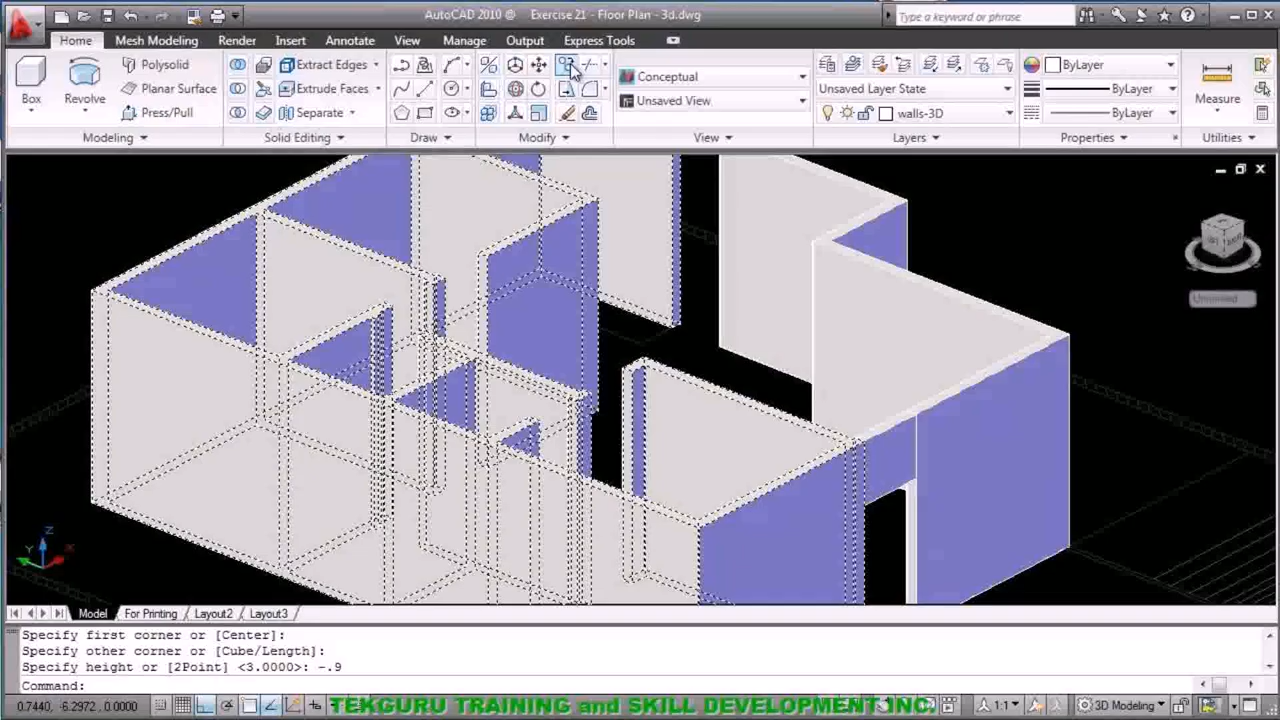 AutoCAD 2010 @ Exercise 21 - Floor Plan - 3d.dwg Type a keyword or phrase
Home Mesh Modeling Render Insert Annotate View Manage Output Express Tools
Box
Revolve
Polysolid
Planar Surface
Press/Pull
Modeling
Extract Edges
Extrude Faces
Separate
Solid Editing
Draw
Modify
Conceptual
Unsaved View
View
Unsaved Layer State
walls-3D
Layers
ByLayer
ByLayer
ByLayer
Properties
Measure
Utilities
Unnamed
Z
Y
X
Model For Printing Layout2 Layout3
Specify first corner or [Center]:
Specify other corner or [Cube/Length]:
Specify height or [2Point] <3.0000>: -.9
Command:
0.7440, -6.2972, 0.0000
TEKGURU TRAINING and SKILL DEVELOPMENT INC.
1:1
3D Modeling